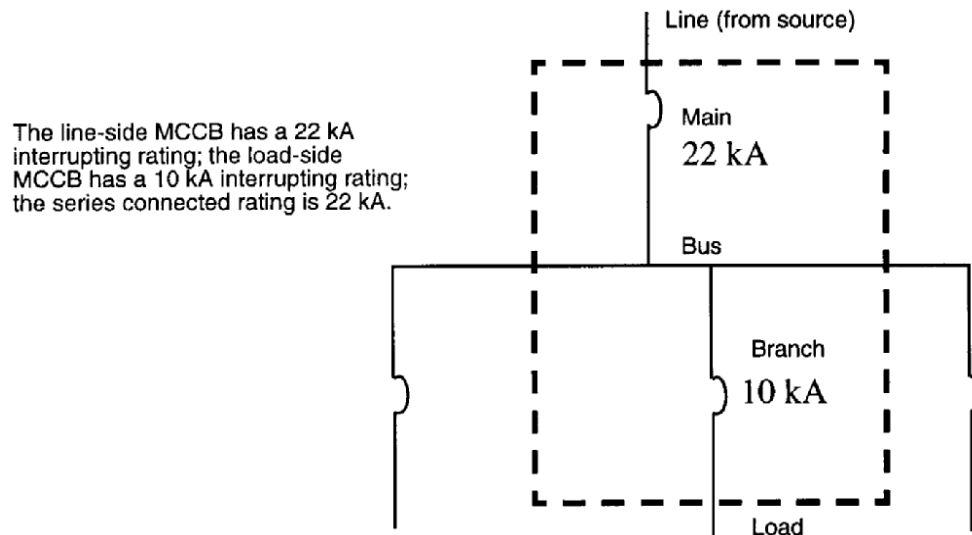 Line (from source)
The line-side MCCB has a 22 kA
interrupting rating; the load-side
MCCB has a 10 kA interrupting rating;
the series connected rating is 22 kA.
Main
22 kA
Bus
Branch
10 kA
Load